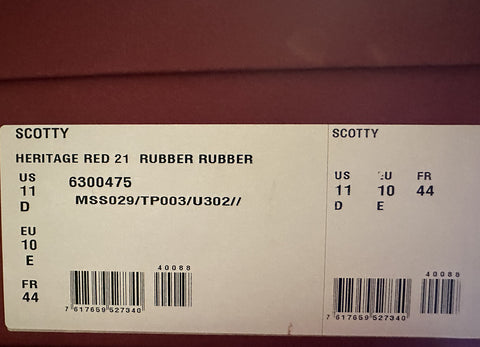 SCOTTY
HERITAGE RED 21 RUBBER RUBBER
US
11
D
6300475
MSS029/TP003/U302//
EU
10
E
FR
44
40088
7 617659 527340
SCOTTY
US EU FR
11 10 44
D E
40088
7 617659 527340